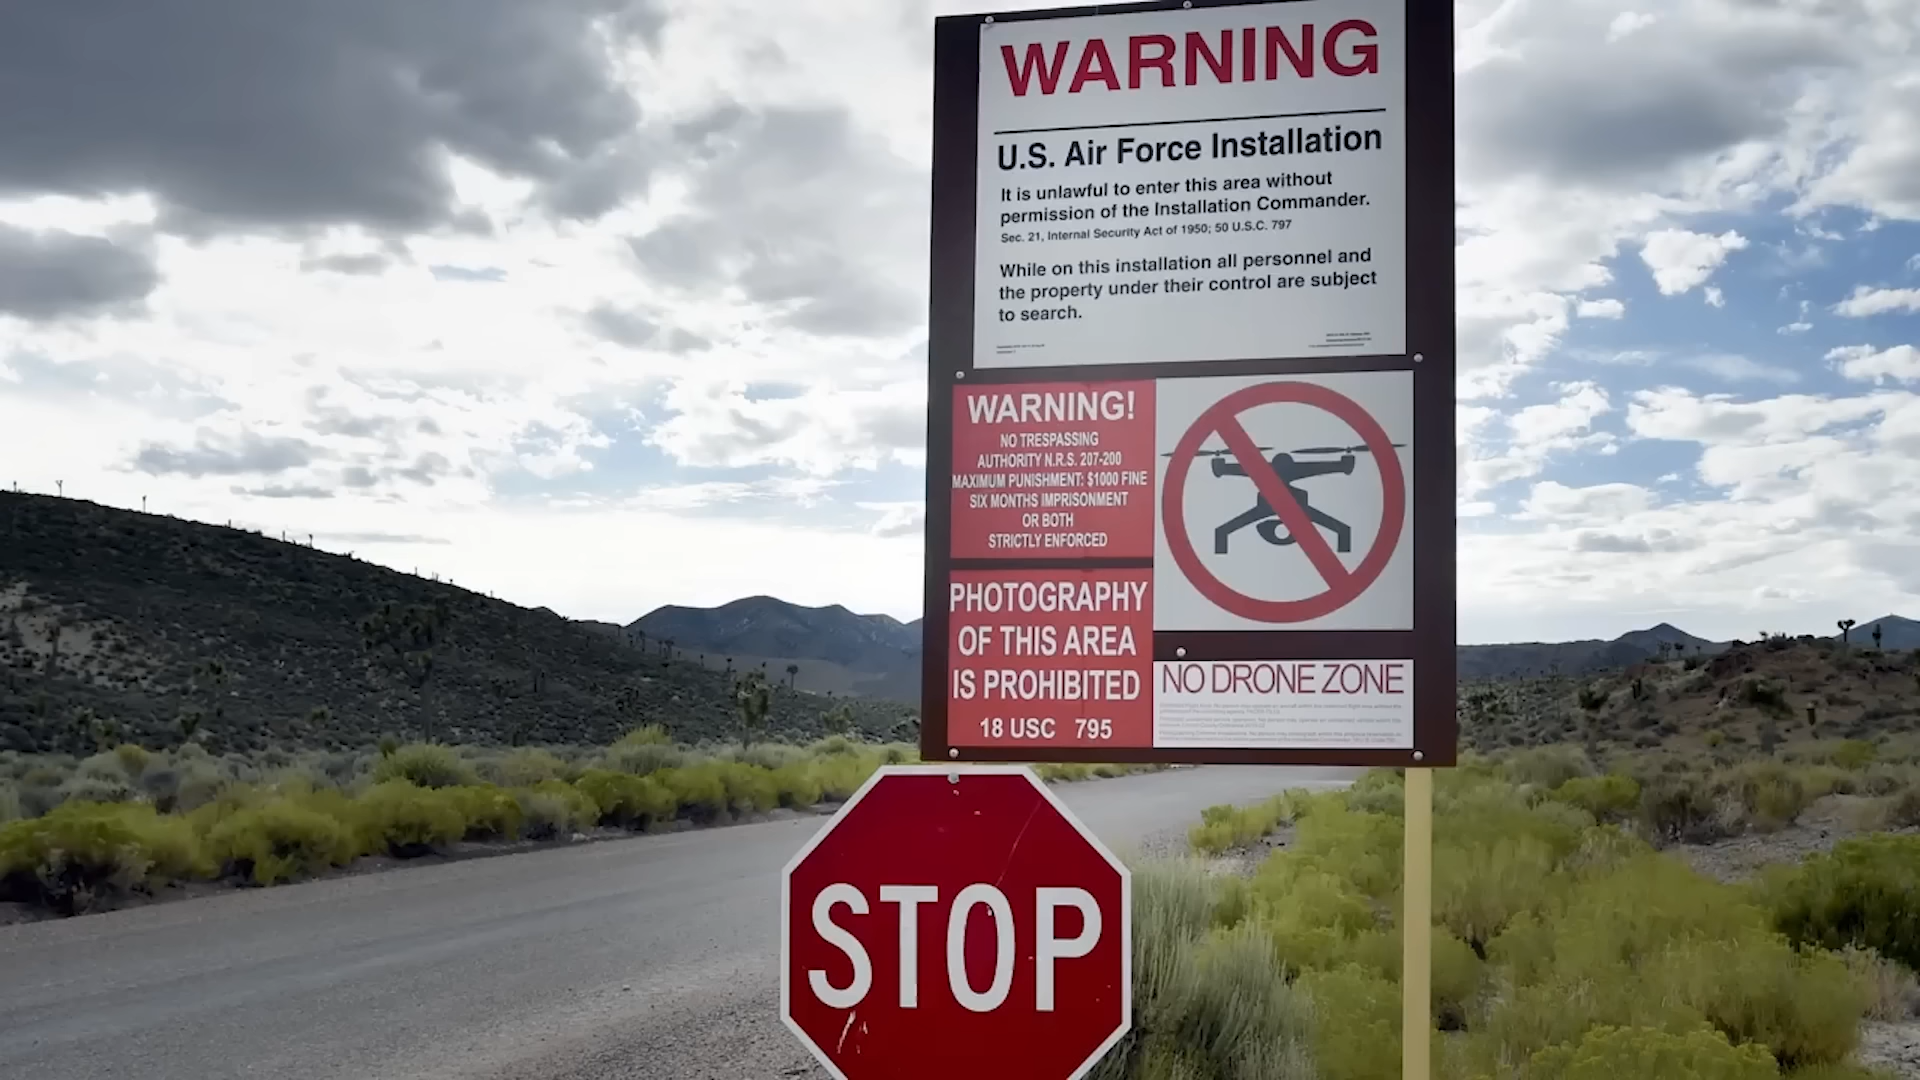 WARNING
U.S. Air Force Installation
It is unlawful to enter this area without
permission of the Installation Commander.
Sec. 21, Internal Security Act of 1950; 50 U.S.C. 797
While on this installation all personnel and
the property under their control are subject
to search.
WARNING!
NO TRESPASSING
AUTHORITY N.R.S. 207-200
MAXIMUM PUNISHMENT: $1000 FINE
SIX MONTHS IMPRISONMENT
OR BOTH
STRICTLY ENFORCED
PHOTOGRAPHY
OF THIS AREA
IS PROHIBITED
18 USC 795
NO DRONE ZONE
STOP